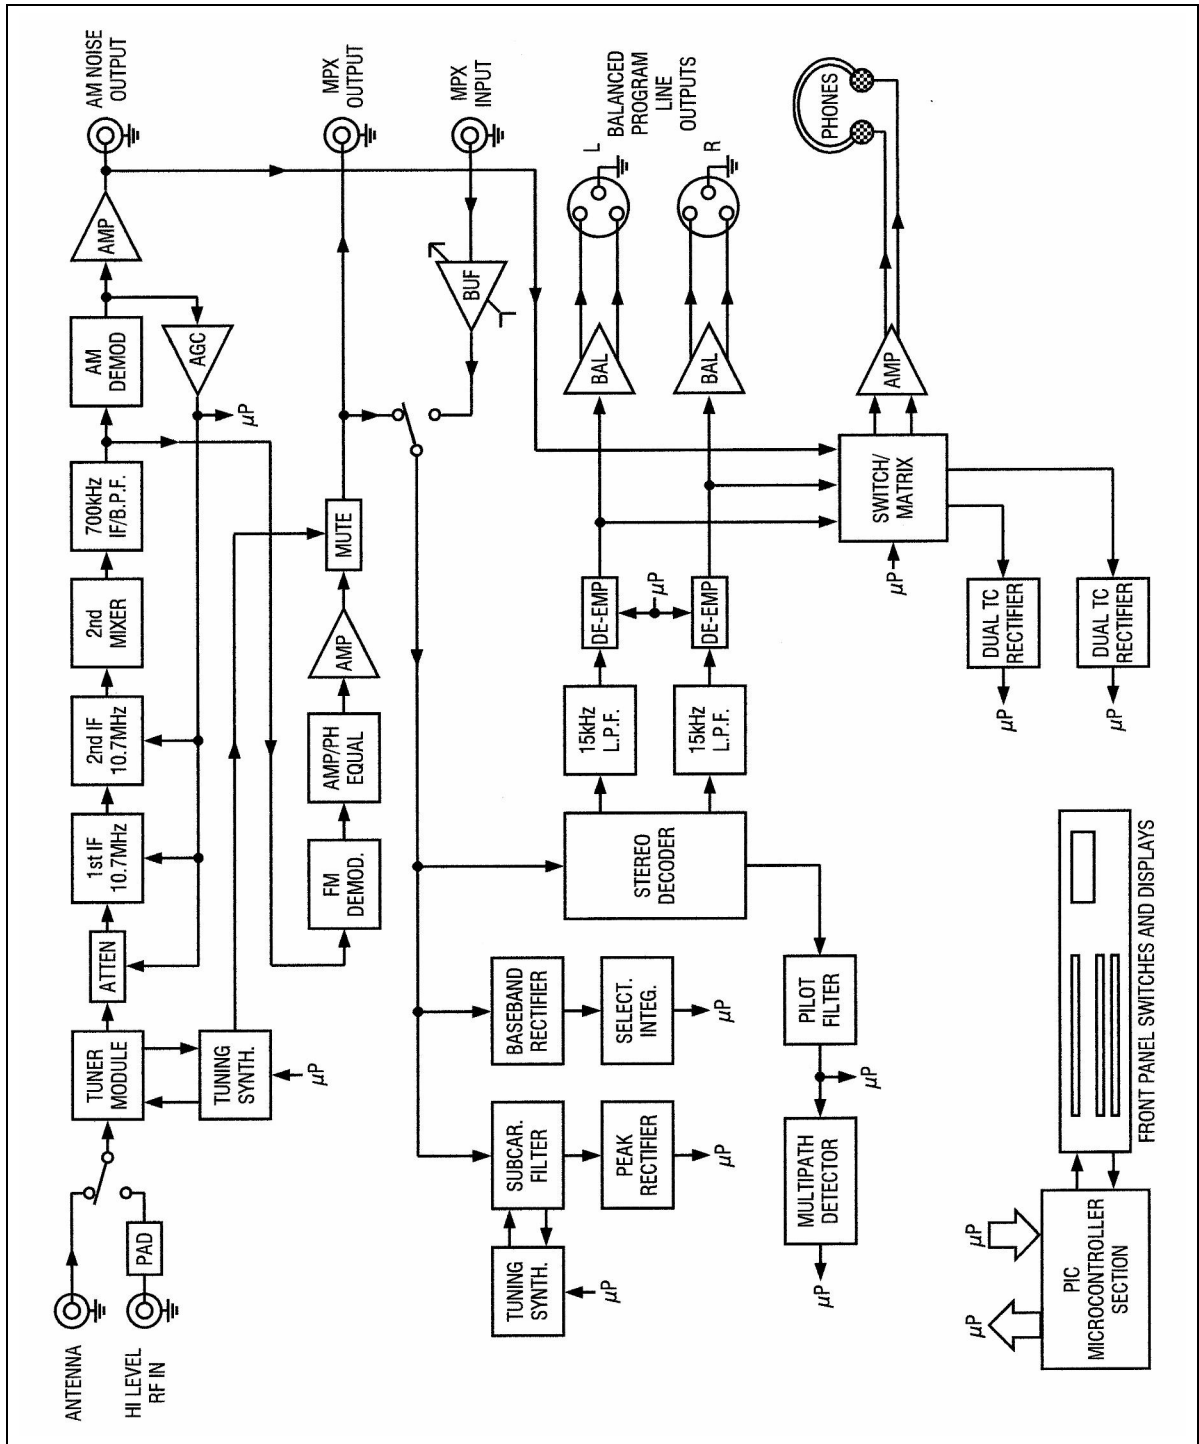 ANTENNA
HI LEVEL
RF IN
PAD
TUNER
MODULE
TUNING
SYNTH.
µP
ATTEN
1st IF
10.7MHz
2nd IF
10.7MHz
2nd
MIXER
700kHz
IF/B.P.F.
AM
DEMOD
AGC
µP
AMP
AM NOISE
OUTPUT
FM
DEMOD.
AMP/PH
EQUAL
AMP
MUTE
MPX
OUTPUT
MPX
INPUT
BUF
TUNING
SYNTH.
µP
SUBCAR.
FILTER
PEAK
RECTIFIER
µP
BASEBAND
RECTIFIER
SELECT.
INTEG.
µP
STEREO
DECODER
15kHz
L.P.F.
15kHz
L.P.F.
DE-EMP
µP
DE-EMP
BAL
BAL
L
R
BALANCED
PROGRAM
LINE
OUTPUTS
PILOT
FILTER
µP
MULTIPATH
DETECTOR
µP
SWITCH/
MATRIX
µP
AMP
PHONES
DUAL TC
RECTIFIER
µP
DUAL TC
RECTIFIER
µP
µP
µP
PIC
MICROCONTROLLER
SECTION
FRONT PANEL SWITCHES AND DISPLAYS